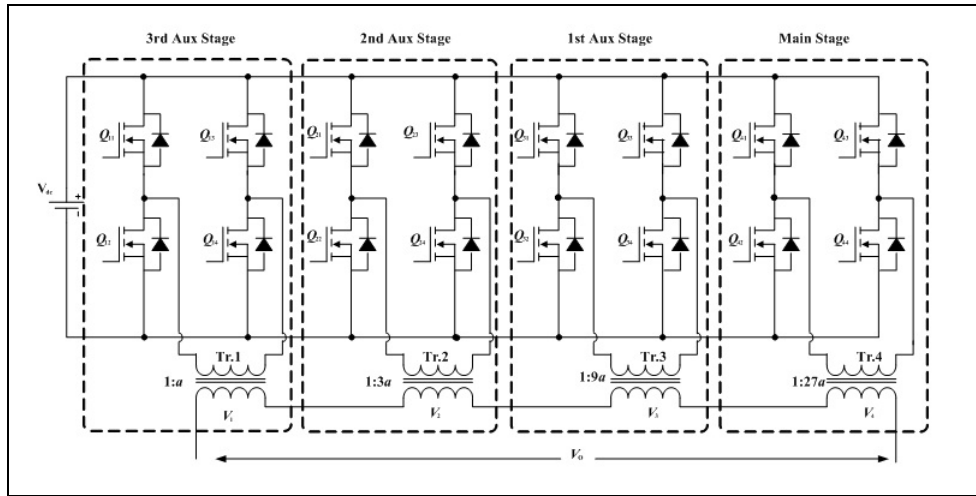 3rd Aux Stage
2nd Aux Stage
1st Aux Stage
Main Stage
Q11
Q13
Q21
Q23
Q31
Q33
Q41
Q43
Vdc
+
-
Q12
Q14
Q22
Q24
Q32
Q34
Q42
Q44
Tr.1
Tr.2
Tr.3
Tr.4
1:a
1:3a
1:9a
1:27a
V1
V2
V3
V4
Vo